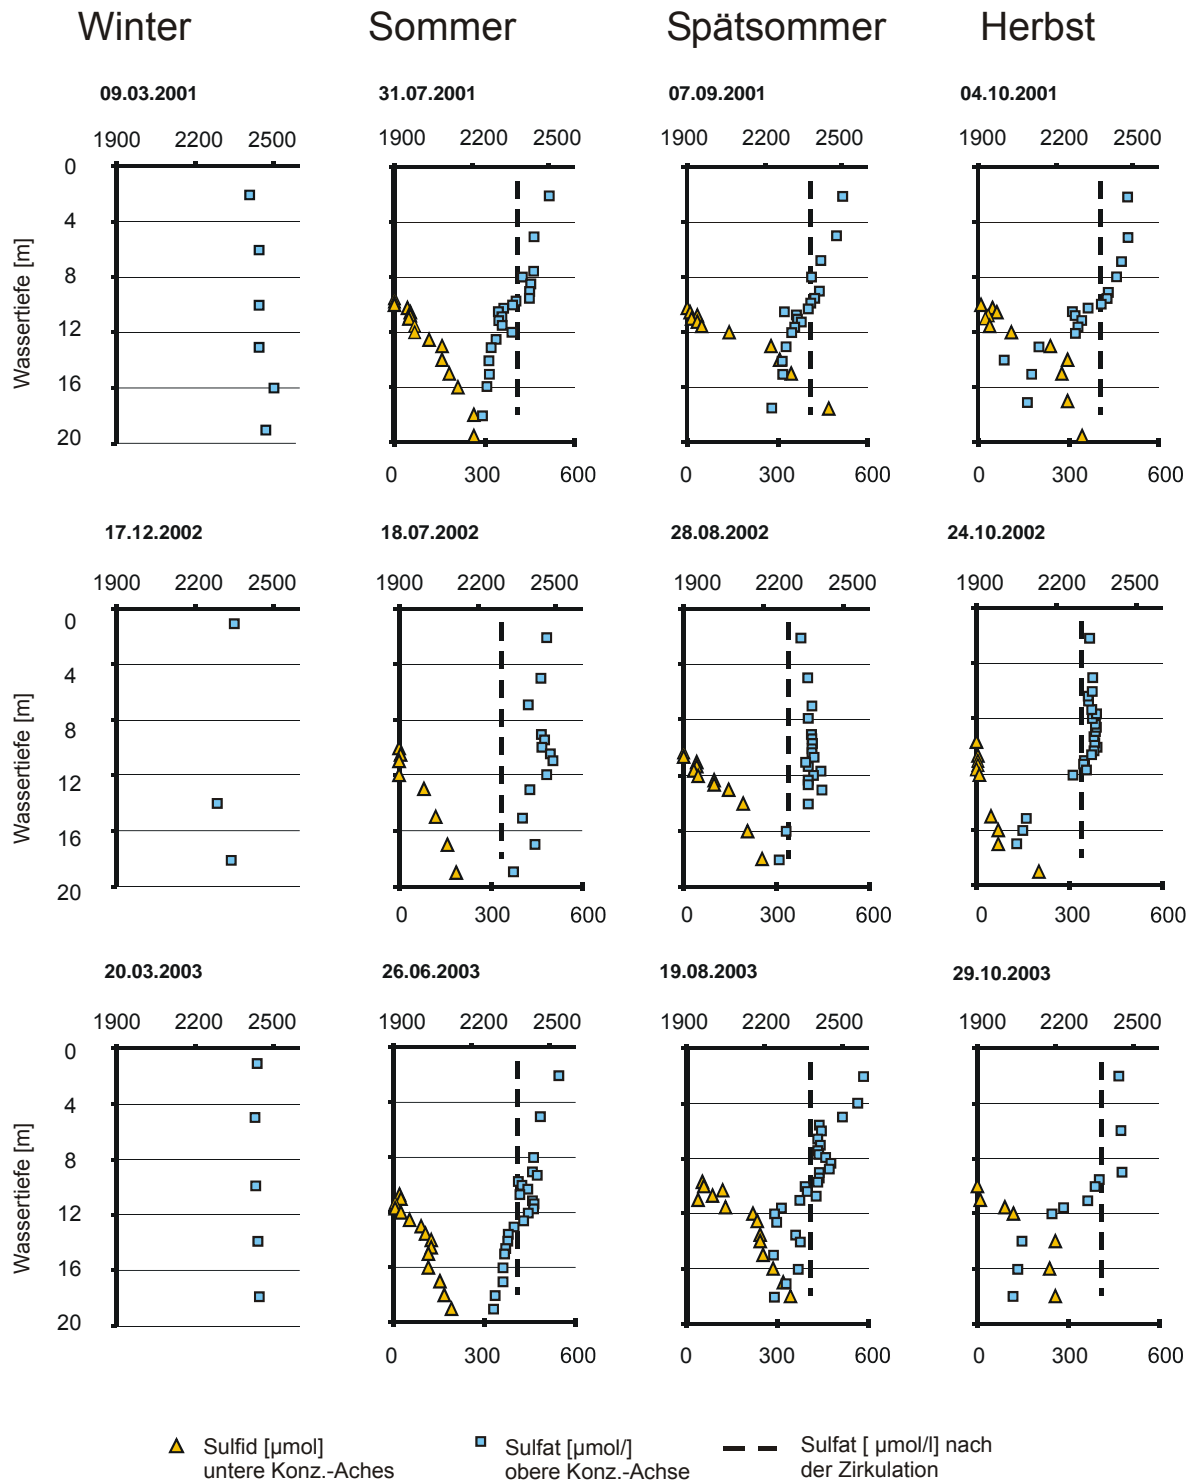 Winter Sommer Spätsommer Herbst
09.03.2001 31.07.2001 07.09.2001 04.10.2001
1900 2200 2500 1900 2200 2500 1900 2200 2500 1900 2200 2500
0
4
8
12
16
20
Wassertiefe [m]
0 300 600 0 300 600 0 300 600
17.12.2002 18.07.2002 28.08.2002 24.10.2002
1900 2200 2500 1900 2200 2500 1900 2200 2500 1900 2200 2500
0
4
8
12
16
20
Wassertiefe [m]
0 300 600 0 300 600 0 300 600
20.03.2003 26.06.2003 19.08.2003 29.10.2003
1900 2200 2500 1900 2200 2500 1900 2200 2500 1900 2200 2500
0
4
8
12
16
20
Wassertiefe [m]
0 300 600 0 300 600 0 300 600
Sulfid [µmol]
untere Konz.-Aches
Sulfat [µmol/]
obere Konz.-Achse
Sulfat [ µmol/l] nach
der Zirkulation